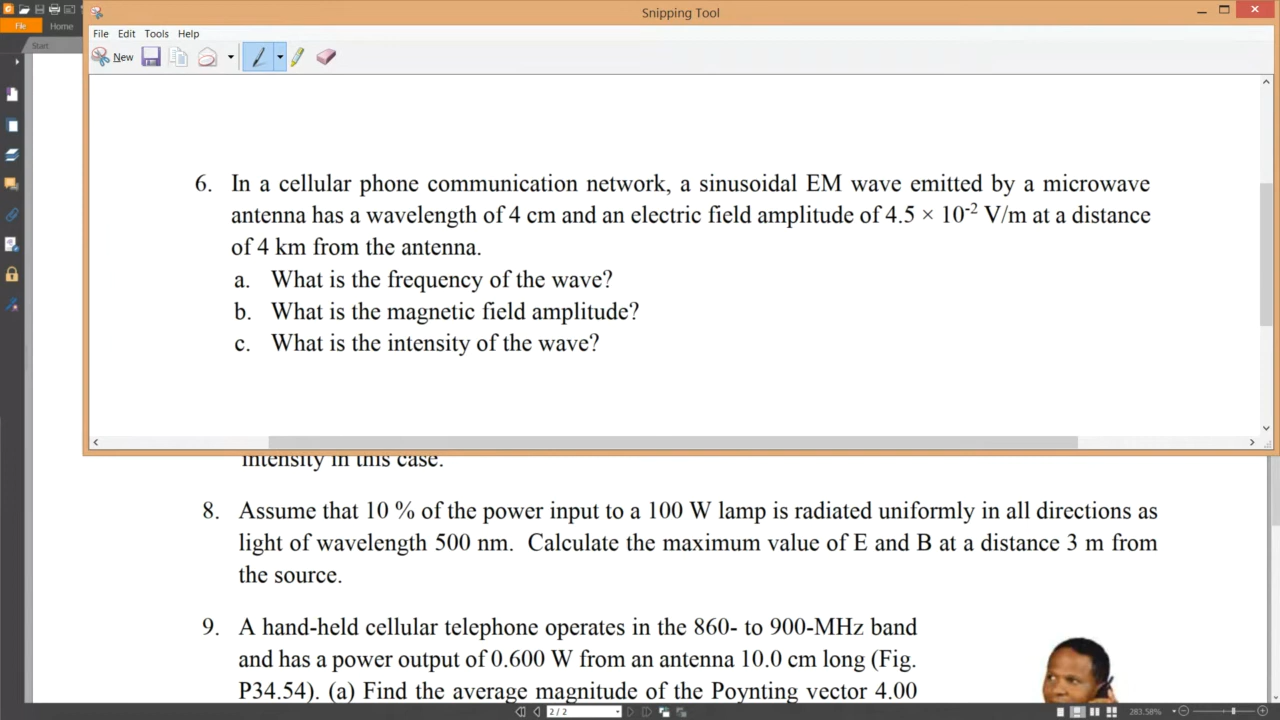 Snipping Tool
File
Home
File Edit Tools Help
Start
New
6. In a cellular phone communication network, a sinusoidal EM wave emitted by a microwave
antenna has a wavelength of 4 cm and an electric field amplitude of 4.5 × 10⁻² V/m at a distance
of 4 km from the antenna.
a. What is the frequency of the wave?
b. What is the magnetic field amplitude?
c. What is the intensity of the wave?
intensity in this case.
8. Assume that 10 % of the power input to a 100 W lamp is radiated uniformly in all directions as
light of wavelength 500 nm. Calculate the maximum value of E and B at a distance 3 m from
the source.
9. A hand-held cellular telephone operates in the 860- to 900-MHz band
and has a power output of 0.600 W from an antenna 10.0 cm long (Fig.
P34.54). (a) Find the average magnitude of the Poynting vector 4.00
2 / 2
283.58%